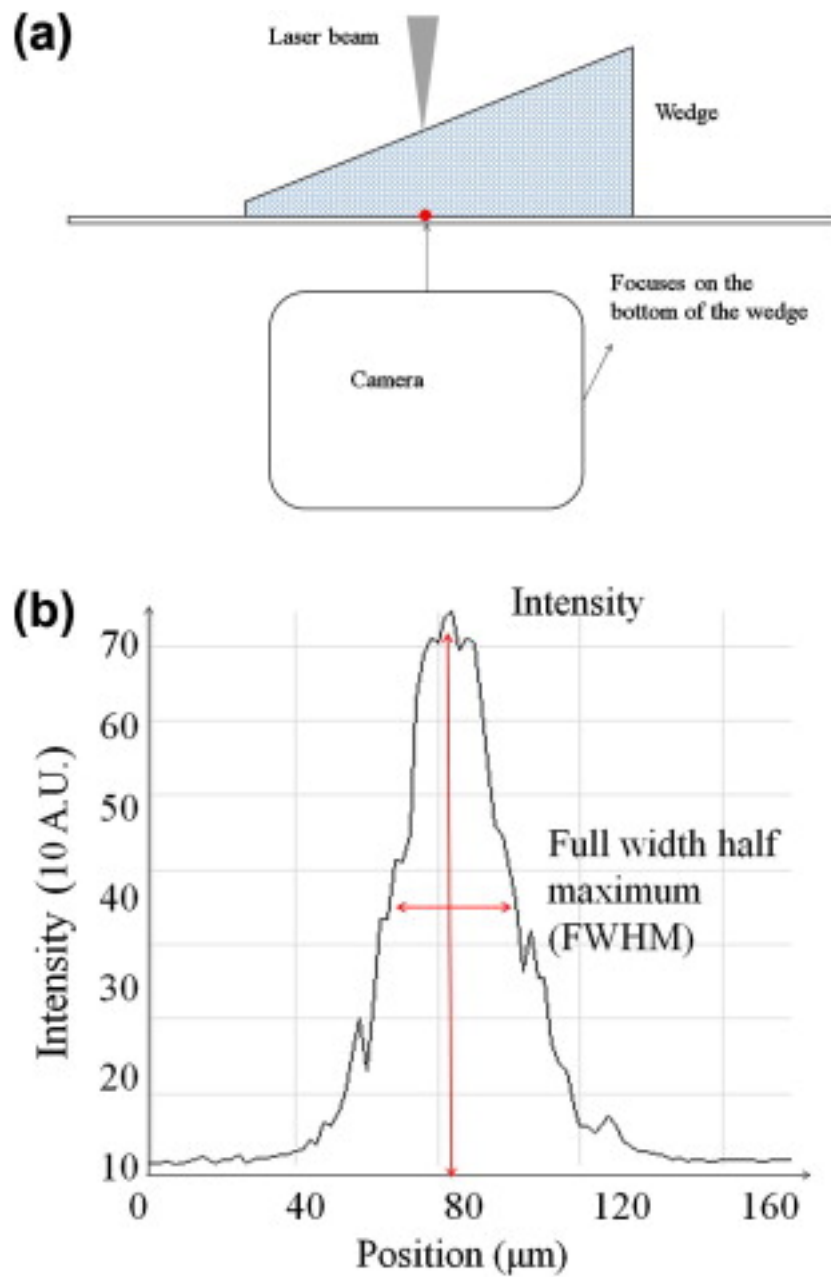 (a)
Laser beam
Wedge
Focuses on the
bottom of the wedge
Camera
(b)
Intensity
70
60
50
40
30
20
10
Intensity (10 A.U.)
Full width half
maximum
(FWHM)
0 40 80 120 160
Position (μm)